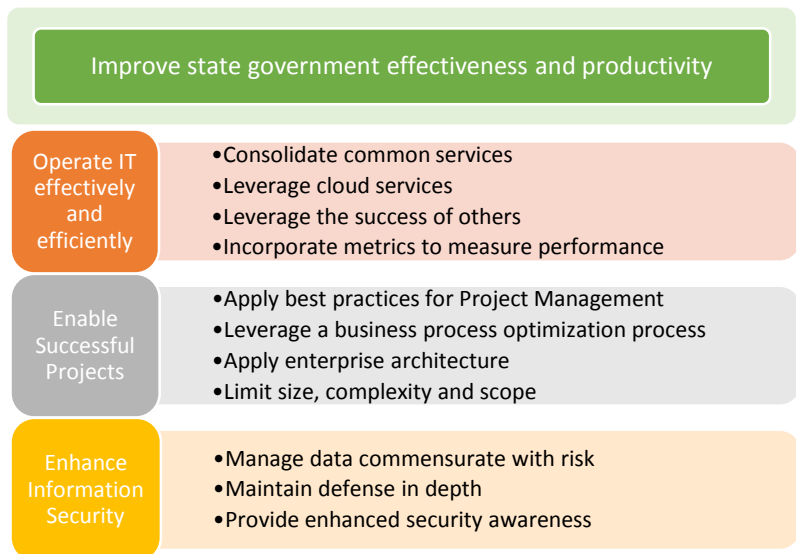 Improve state government effectiveness and productivity
Operate IT
effectively
and
efficiently
•Consolidate common services
•Leverage cloud services
•Leverage the success of others
•Incorporate metrics to measure performance
Enable
Successful
Projects
•Apply best practices for Project Management
•Leverage a business process optimization process
•Apply enterprise architecture
•Limit size, complexity and scope
Enhance
Information
Security
•Manage data commensurate with risk
•Maintain defense in depth
•Provide enhanced security awareness